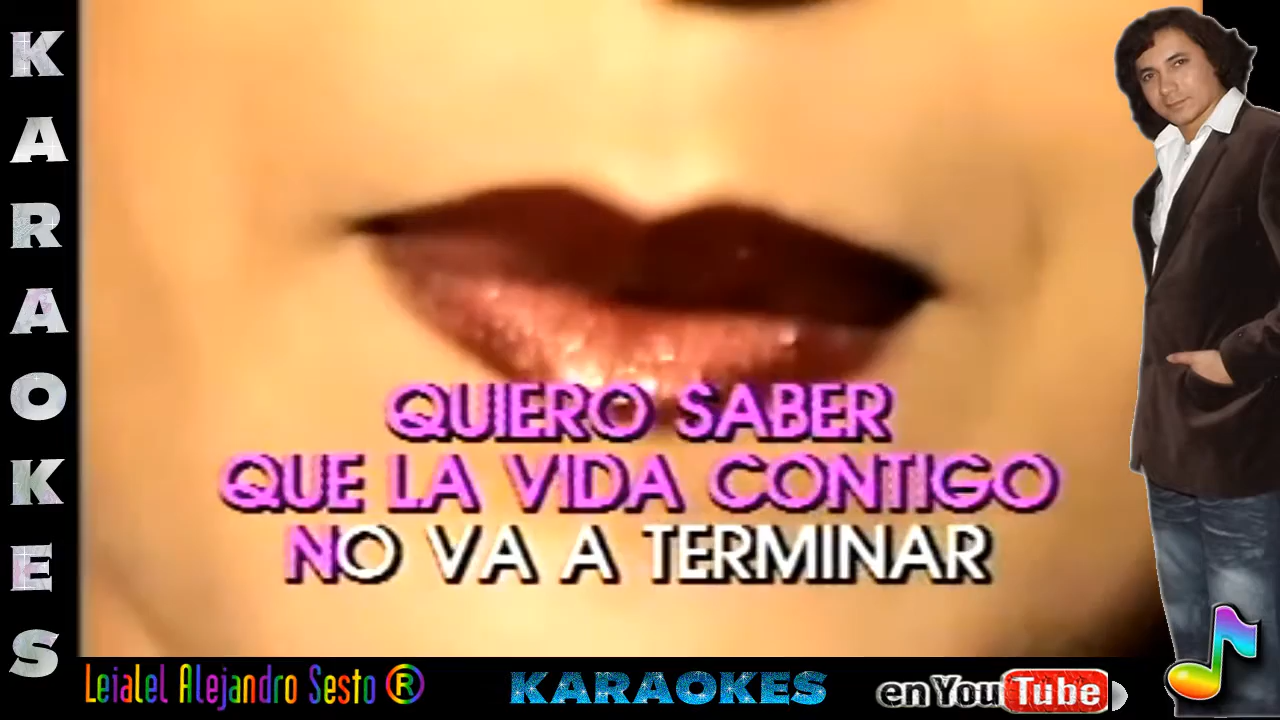 KARAOKES
QUIERO SABER
QUE LA VIDA CONTIGO
NO VA A TERMINAR
Leialel Alejandro Sesto ®
KARAOKES
en YouTube